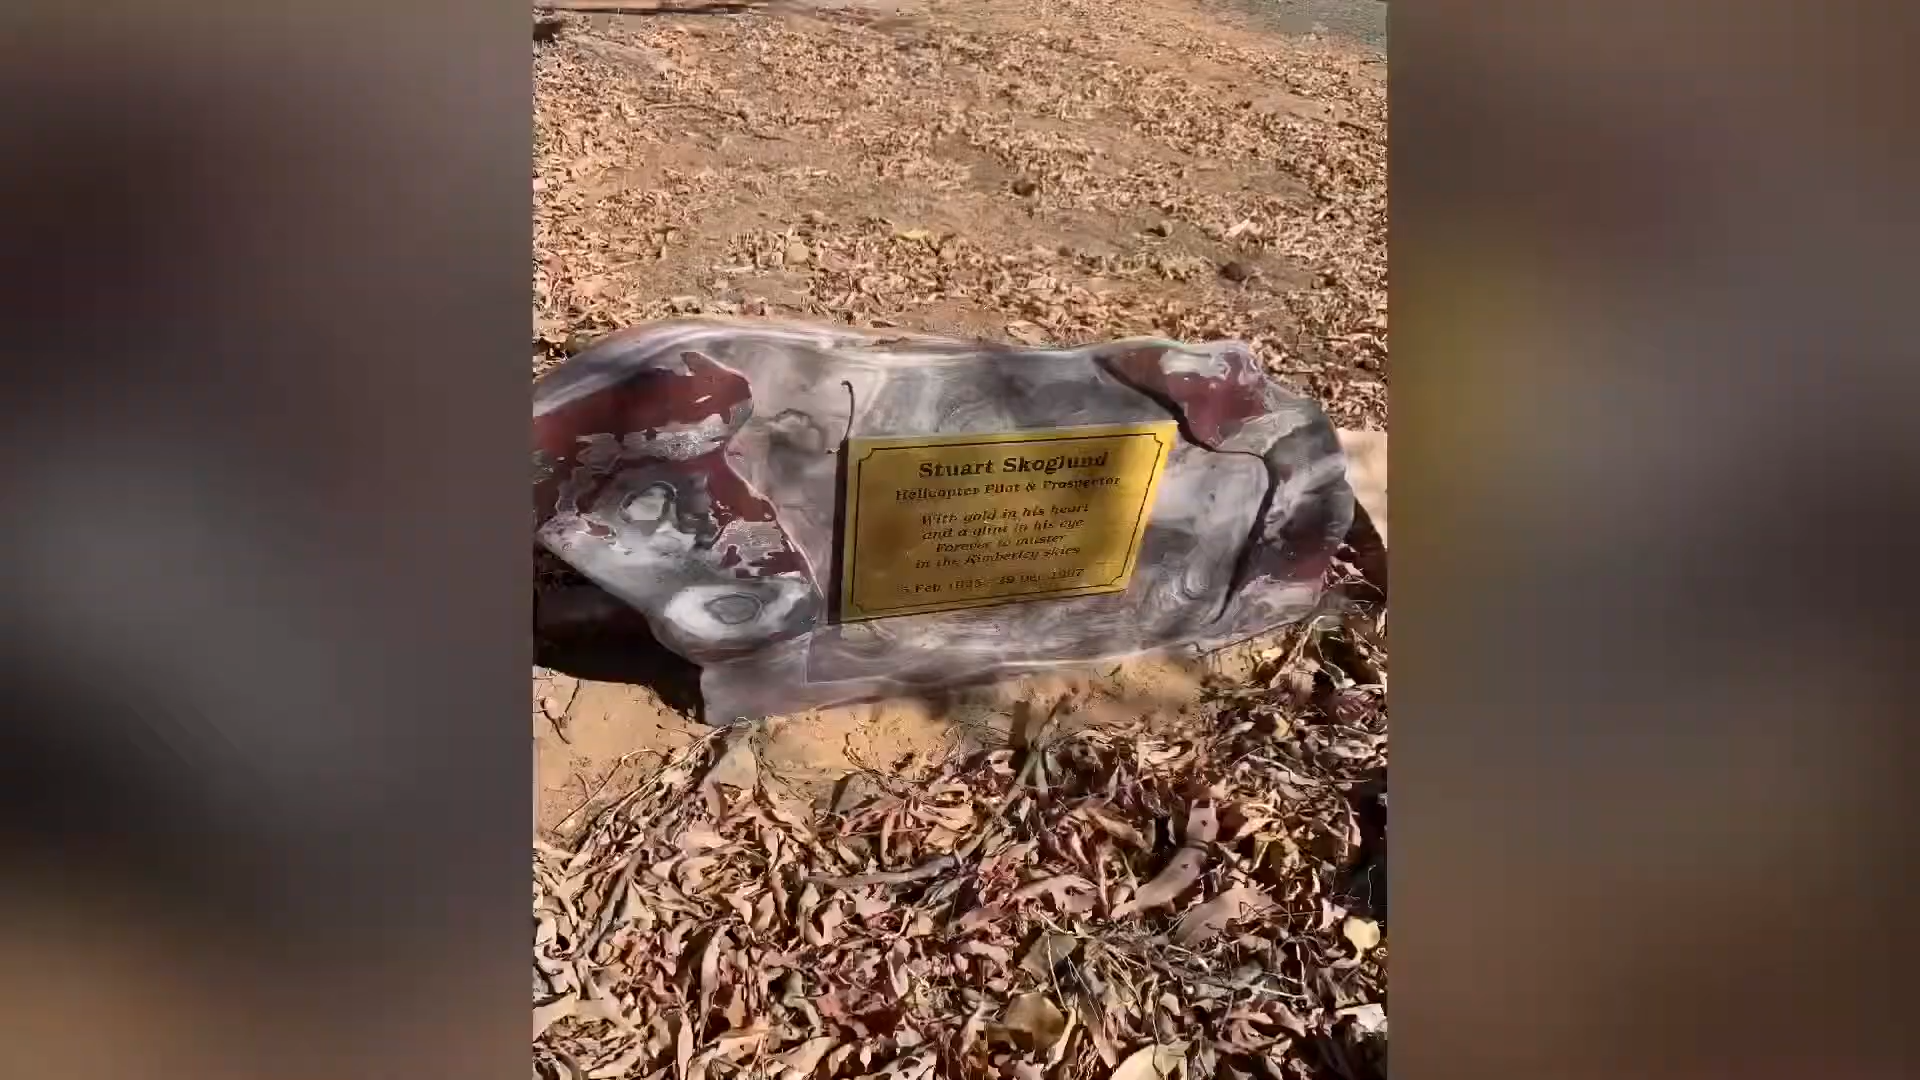 Stuart Skoglund
Helicopter Pilot & Prospector
With gold in his heart
and a glint in his eye
Forever to muster
in the Kimberley skies
Feb